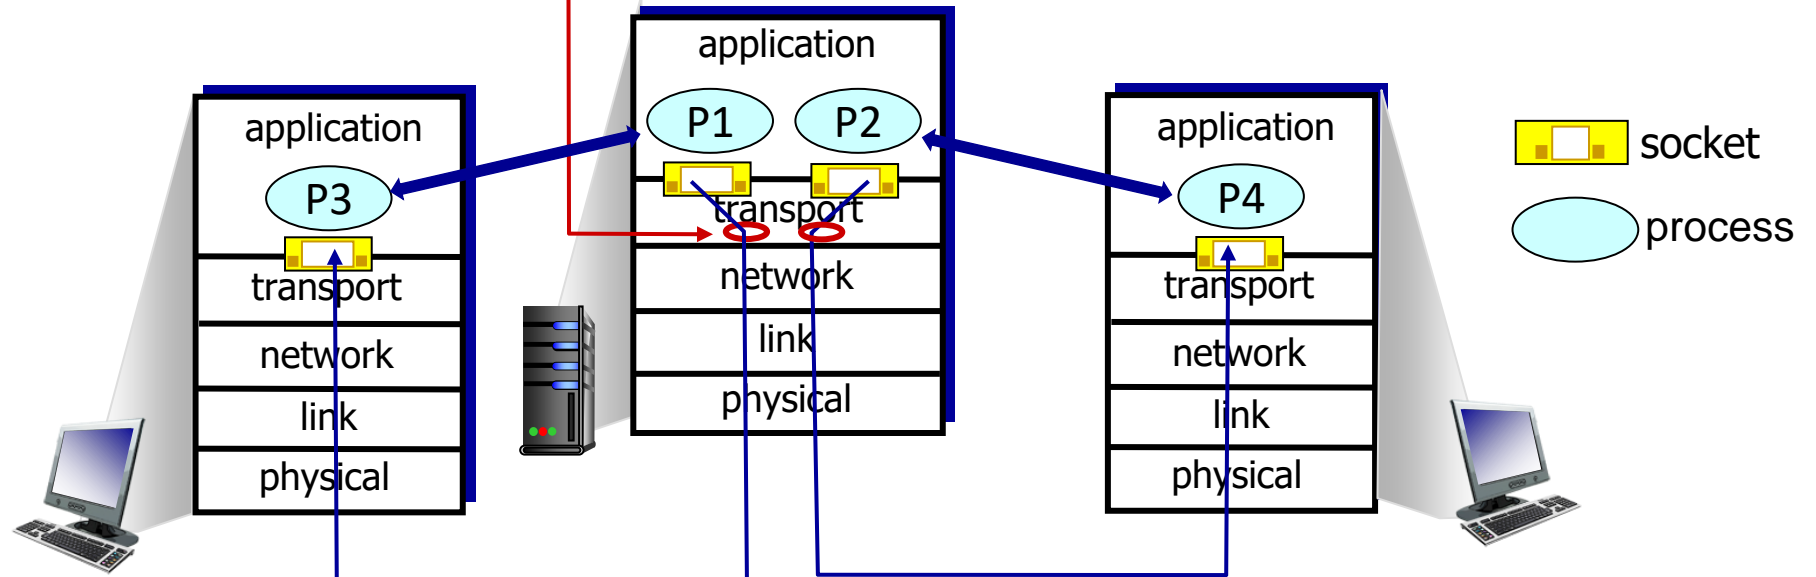 application
P3
transport
network
link
physical
application
P1
P2
transport
network
link
physical
application
P4
transport
network
link
physical
socket
process